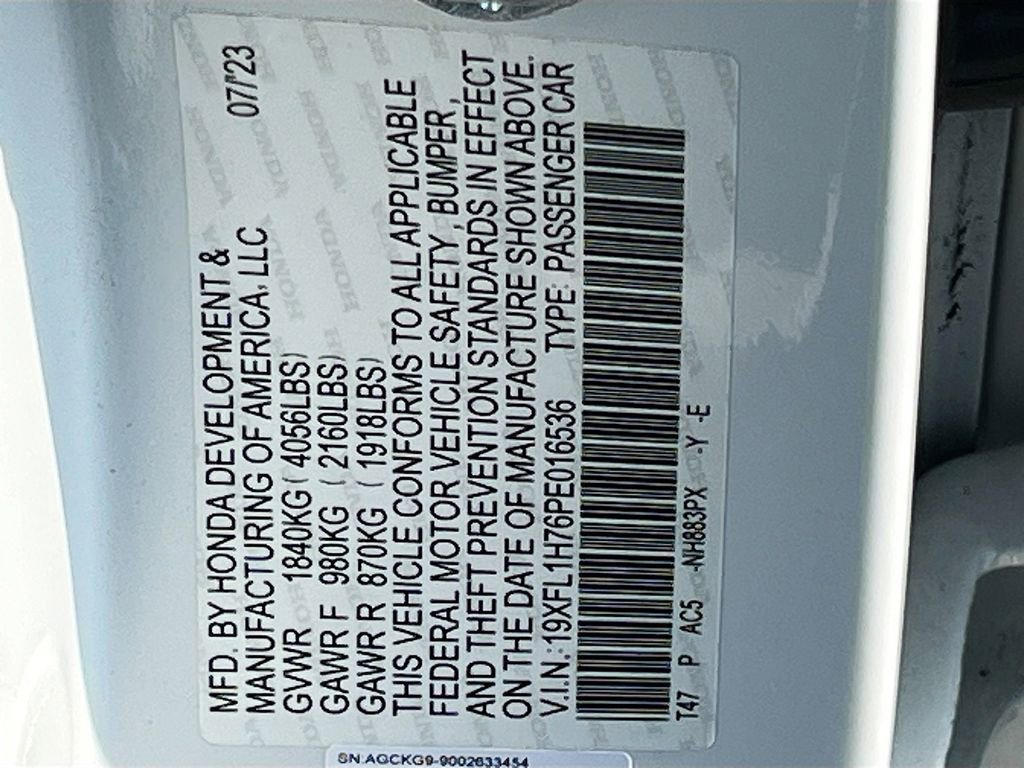 MFD. BY HONDA DEVELOPMENT & 07/'23
MANUFACTURING OF AMERICA, LLC
GVWR 1840KG ( 4056LBS)
GAWR F 980KG ( 2160LBS)
GAWR R 870KG ( 1918LBS)
THIS VEHICLE CONFORMS TO ALL APPLICABLE
FEDERAL MOTOR VEHICLE SAFETY, BUMPER,
AND THEFT PREVENTION STANDARDS IN EFFECT
ON THE DATE OF MANUFACTURE SHOWN ABOVE.
V.I.N.:19XFL1H76PE016536 TYPE: PASSENGER CAR
T47 P AC5 -NH883PX -Y -E
SN:AGCKG9-9002633454